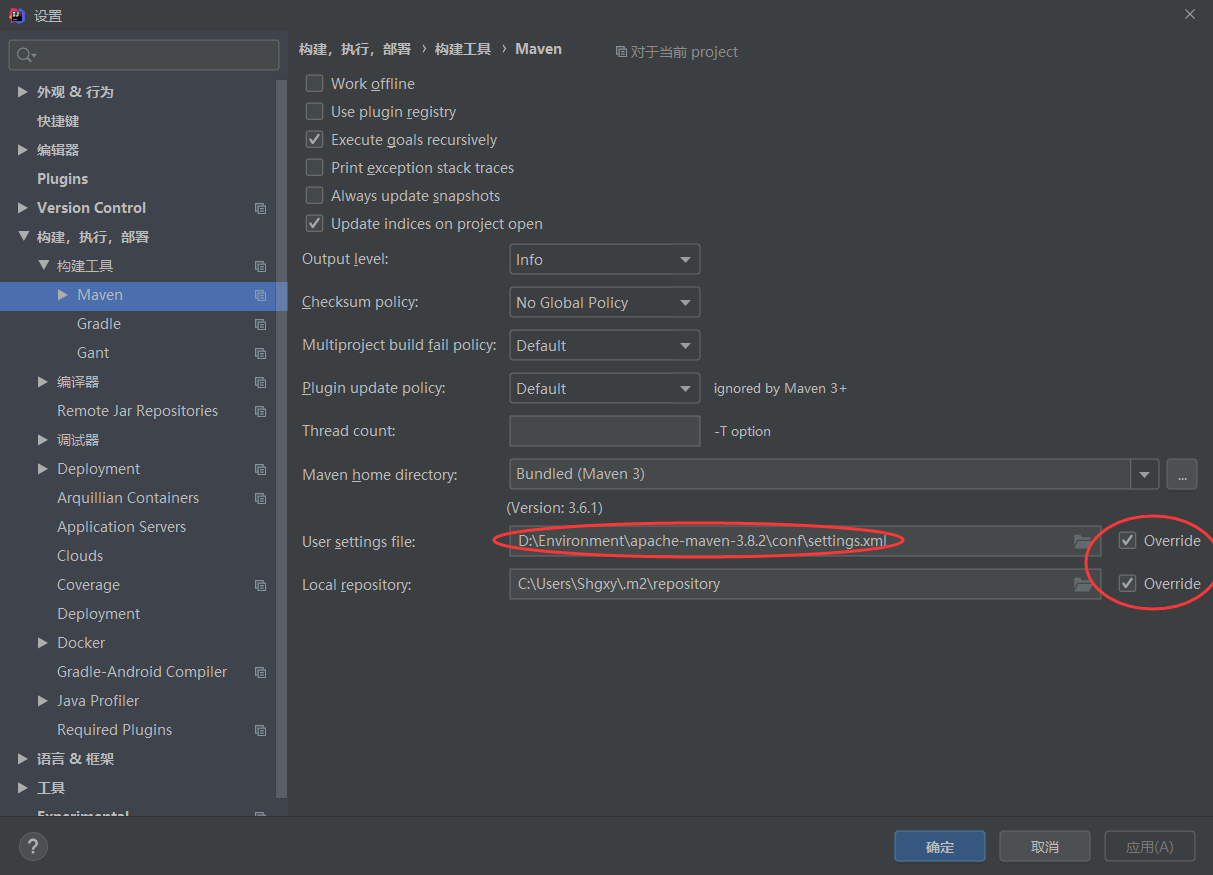 设置
构建，执行，部署 › 构建工具 › Maven
对于当前 project
外观 & 行为
快捷键
编辑器
Plugins
Version Control
构建，执行，部署
构建工具
Maven
Gradle
Gant
编译器
Remote Jar Repositories
调试器
Deployment
Arquillian Containers
Application Servers
Clouds
Coverage
Deployment
Docker
Gradle-Android Compiler
Java Profiler
Required Plugins
语言 & 框架
工具
Experimental
Work offline
Use plugin registry
Execute goals recursively
Print exception stack traces
Always update snapshots
Update indices on project open
Output level: Info
Checksum policy: No Global Policy
Multiproject build fail policy: Default
Plugin update policy: Default ignored by Maven 3+
Thread count: -T option
Maven home directory: Bundled (Maven 3) ...
(Version: 3.6.1)
User settings file: D:\Environment\apache-maven-3.8.2\conf\settings.xml Override
Local repository: C:\Users\Shgxy\.m2\repository Override
? 确定 取消 应用(A)